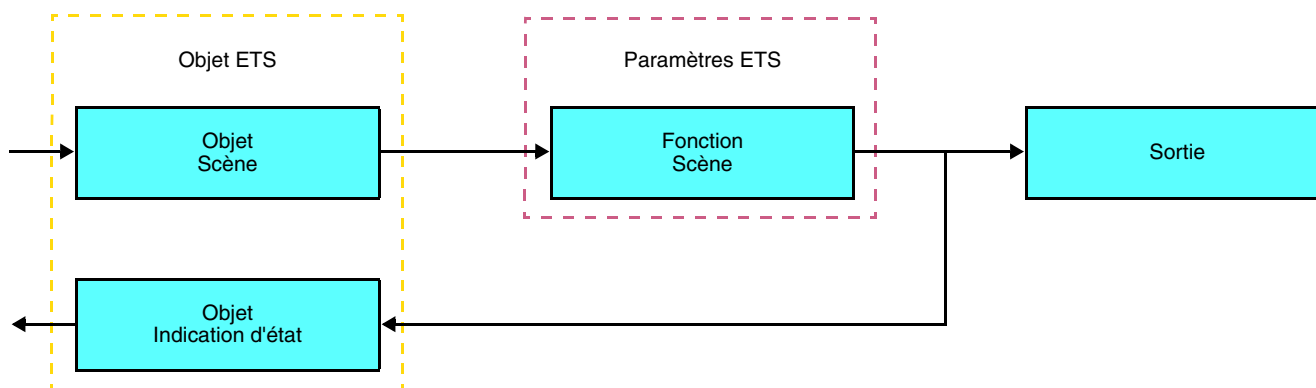 Objet ETS
Paramètres ETS
Objet
Scène
Fonction
Scène
Sortie
Objet
Indication d'état